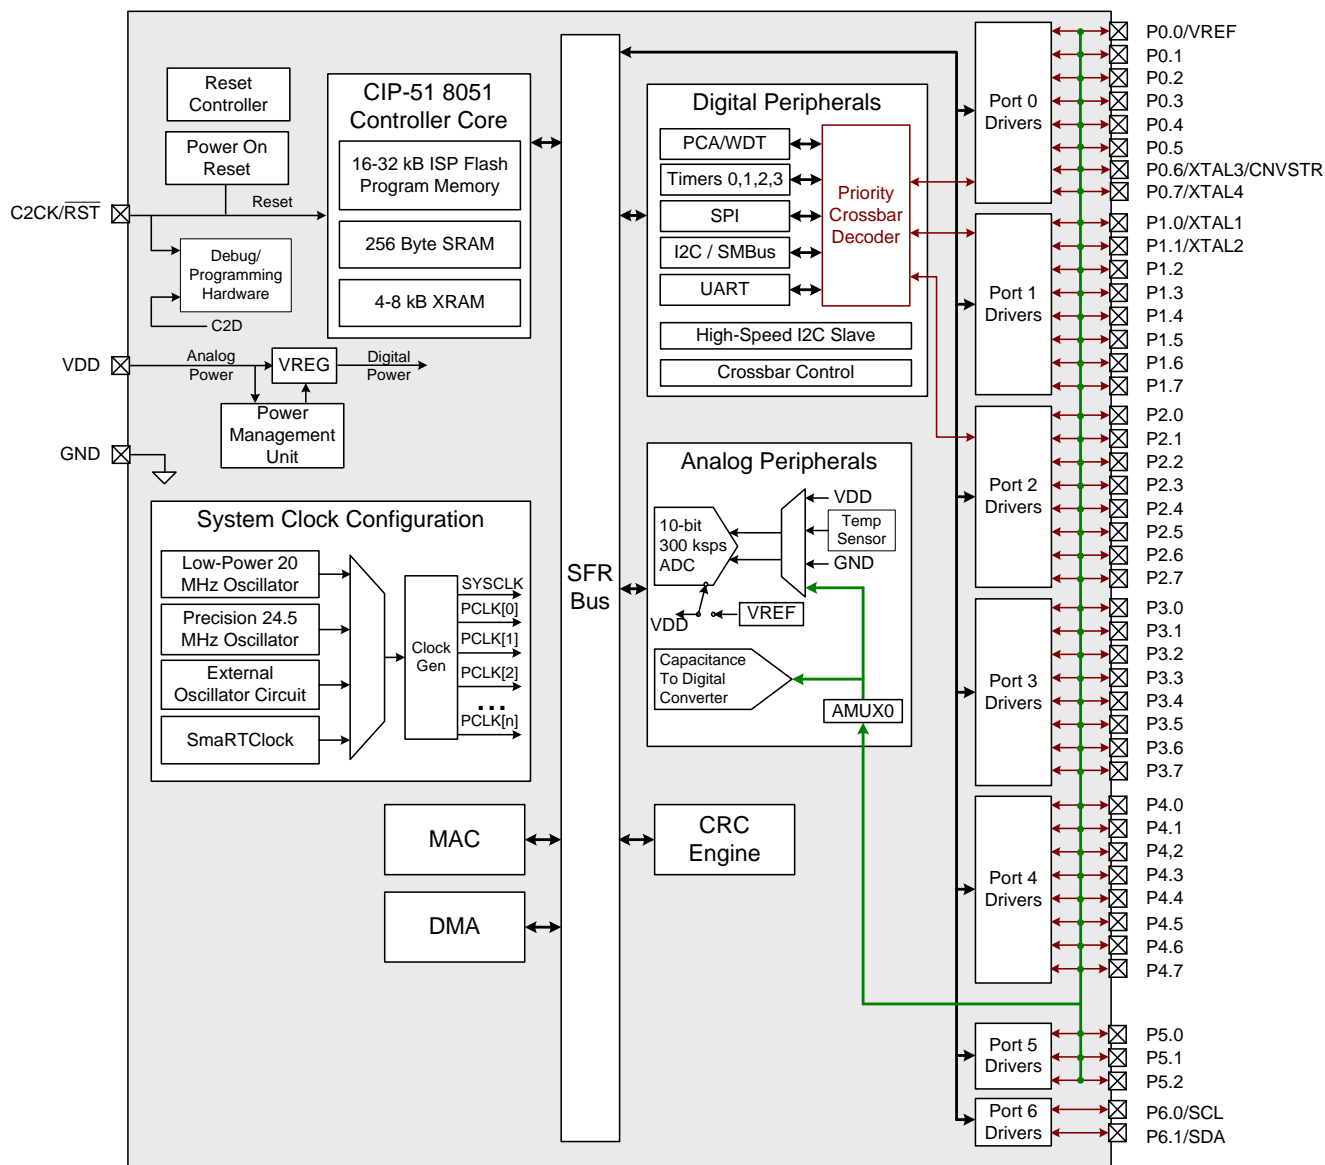 Reset
Controller
Power On
Reset
C2CK/RST
Reset
Debug/
Programming
Hardware
C2D
VDD
Analog
Power
VREG
Digital
Power
Power
Management
Unit
GND
CIP-51 8051
Controller Core
16-32 kB ISP Flash
Program Memory
256 Byte SRAM
4-8 kB XRAM
System Clock Configuration
Low-Power 20
MHz Oscillator
Precision 24.5
MHz Oscillator
External
Oscillator Circuit
SmaRTClock
Clock
Gen
SYSCLK
PCLK[0]
PCLK[1]
PCLK[2]
...
PCLK[n]
MAC
DMA
SFR
Bus
CRC
Engine
Digital Peripherals
PCA/WDT
Timers 0,1,2,3
SPI
I2C / SMBus
UART
Priority
Crossbar
Decoder
High-Speed I2C Slave
Crossbar Control
Analog Peripherals
10-bit
300 ksps
ADC
VDD
Temp
Sensor
GND
VDD
VREF
Capacitance
To Digital
Converter
AMUX0
Port 0
Drivers
Port 1
Drivers
Port 2
Drivers
Port 3
Drivers
Port 4
Drivers
Port 5
Drivers
Port 6
Drivers
P0.0/VREF
P0.1
P0.2
P0.3
P0.4
P0.5
P0.6/XTAL3/CNVSTR
P0.7/XTAL4
P1.0/XTAL1
P1.1/XTAL2
P1.2
P1.3
P1.4
P1.5
P1.6
P1.7
P2.0
P2.1
P2.2
P2.3
P2.4
P2.5
P2.6
P2.7
P3.0
P3.1
P3.2
P3.3
P3.4
P3.5
P3.6
P3.7
P4.0
P4.1
P4,2
P4.3
P4.4
P4.5
P4.6
P4.7
P5.0
P5.1
P5.2
P6.0/SCL
P6.1/SDA